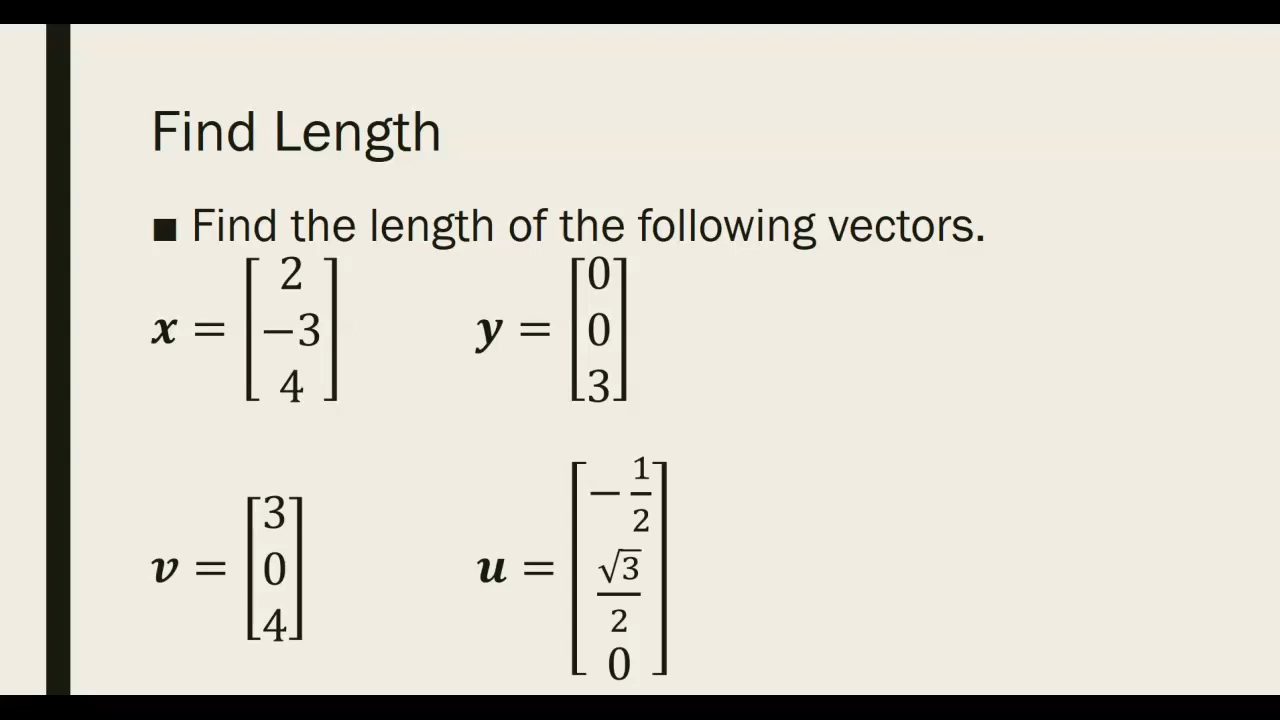 Find Length
■ Find the length of the following vectors.
𝒙 = [2 −3 4] 𝒚 = [0 0 3]
𝒗 = [3 0 4] 𝒖 = [−1/2 √3/2 0]